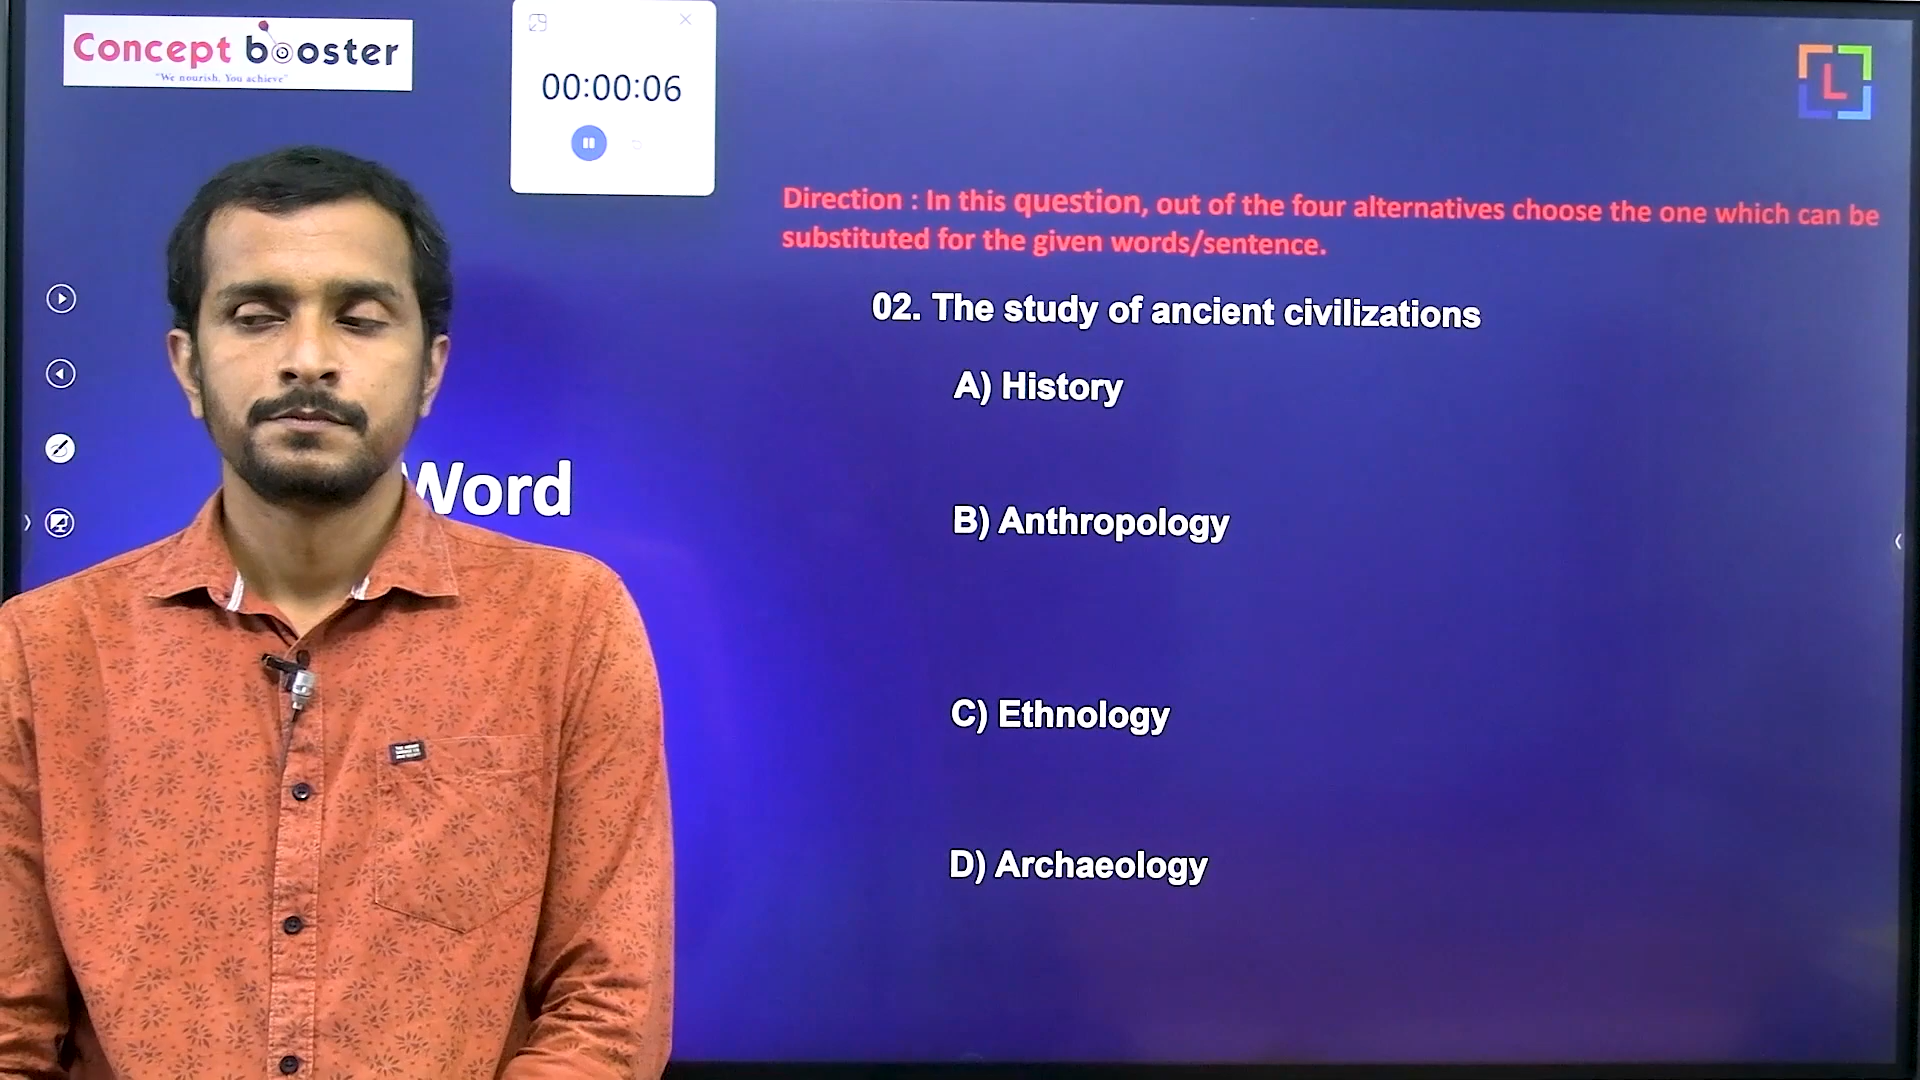 Concept booster
"We nourish, You achieve"
00:00:06
L
Direction : In this question, out of the four alternatives choose the one which can be
substituted for the given words/sentence.
02. The study of ancient civilizations
A) History
Word
B) Anthropology
C) Ethnology
D) Archaeology